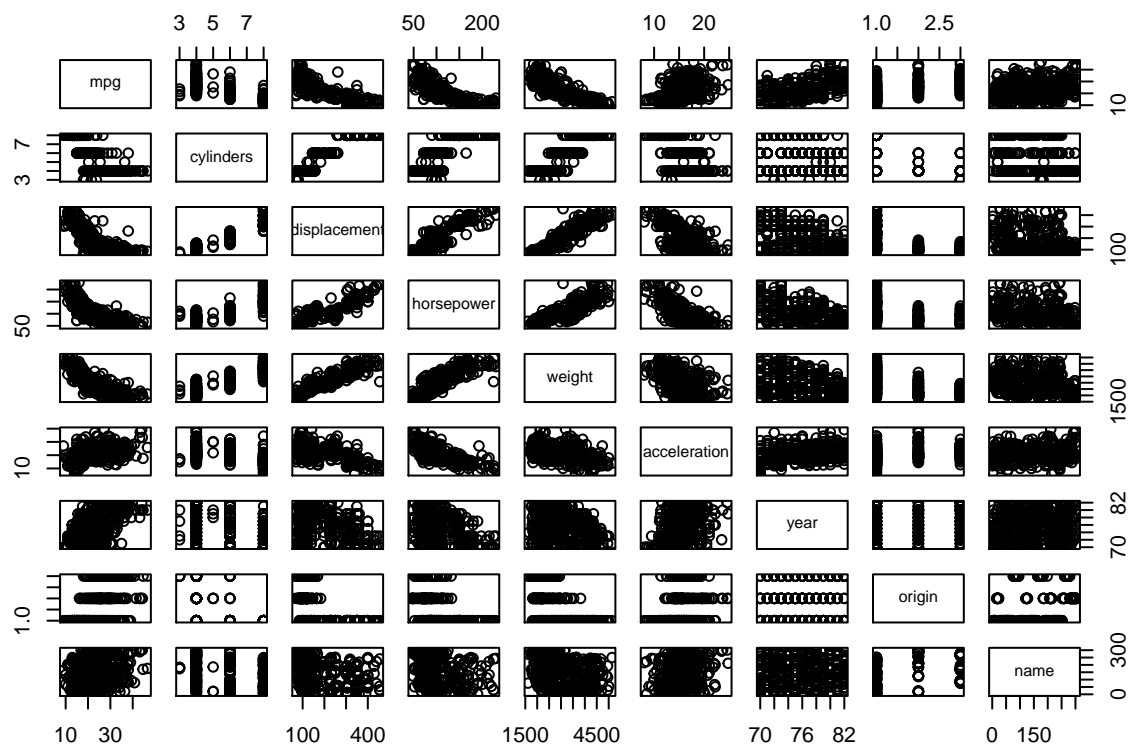 3 5 7 50 200 10 20 1.0 2.5
mpg 10
3 7 cylinders
displacement 100
50 horsepower
weight 1500
10 acceleration
year 70 82
1.0 origin
name 0 150 300
10 30 100 400 1500 4500 70 76 82 0 150